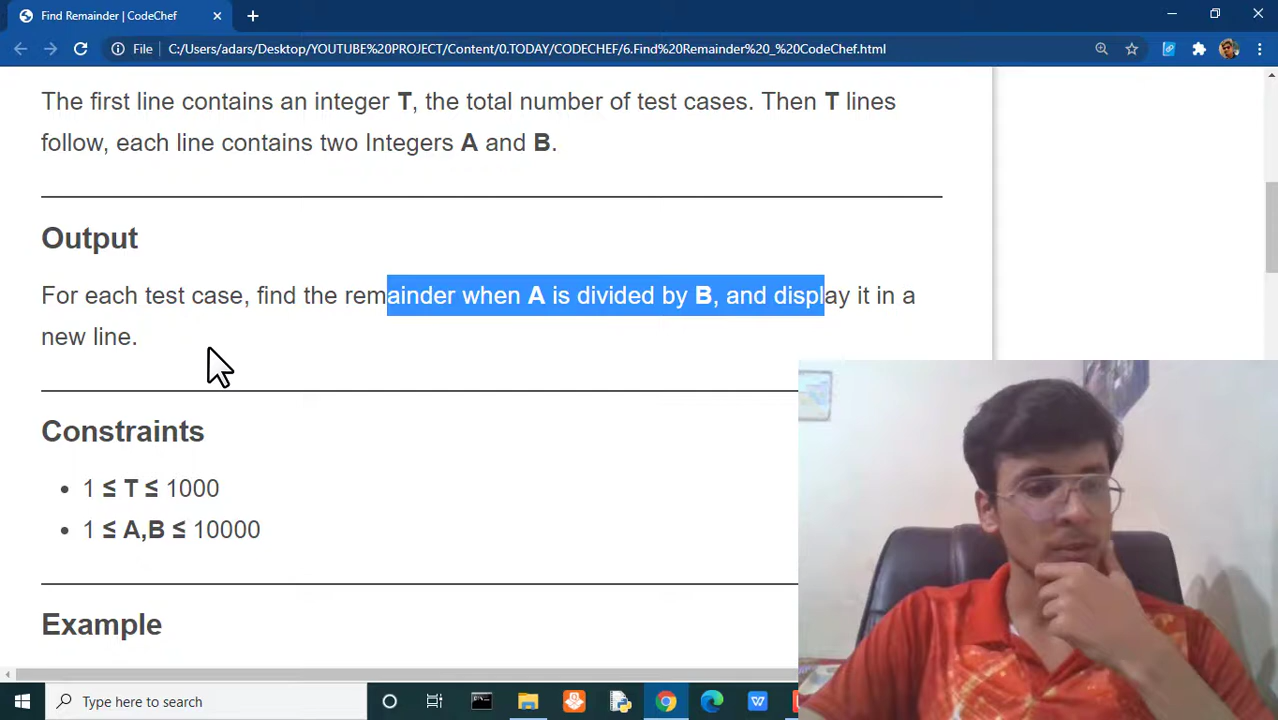 Find Remainder | CodeChef
File
C:/Users/adars/Desktop/YOUTUBE%20PROJECT/Content/0.TODAY/CODECHEF/6.Find%20Remainder%20_%20CodeChef.html
The first line contains an integer T, the total number of test cases. Then T lines
follow, each line contains two Integers A and B.
Output
For each test case, find the remainder when A is divided by B, and display it in a
new line.
Constraints
• 1 ≤ T ≤ 1000
• 1 ≤ A,B ≤ 10000
Example
Type here to search